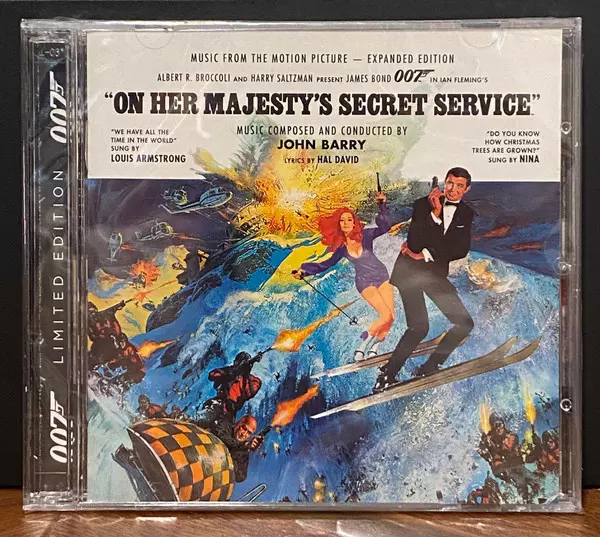 MUSIC FROM THE MOTION PICTURE — EXPANDED EDITION
ALBERT R. BROCCOLI AND HARRY SALTZMAN PRESENT JAMES BOND 007 IN IAN FLEMING'S
"ON HER MAJESTY'S SECRET SERVICE"
MUSIC COMPOSED AND CONDUCTED BY
JOHN BARRY
LYRICS BY HAL DAVID
"WE HAVE ALL THE
TIME IN THE WORLD"
SUNG BY
LOUIS ARMSTRONG
"DO YOU KNOW
HOW CHRISTMAS
TREES ARE GROWN?"
SUNG BY NINA
007 LIMITED EDITION 007